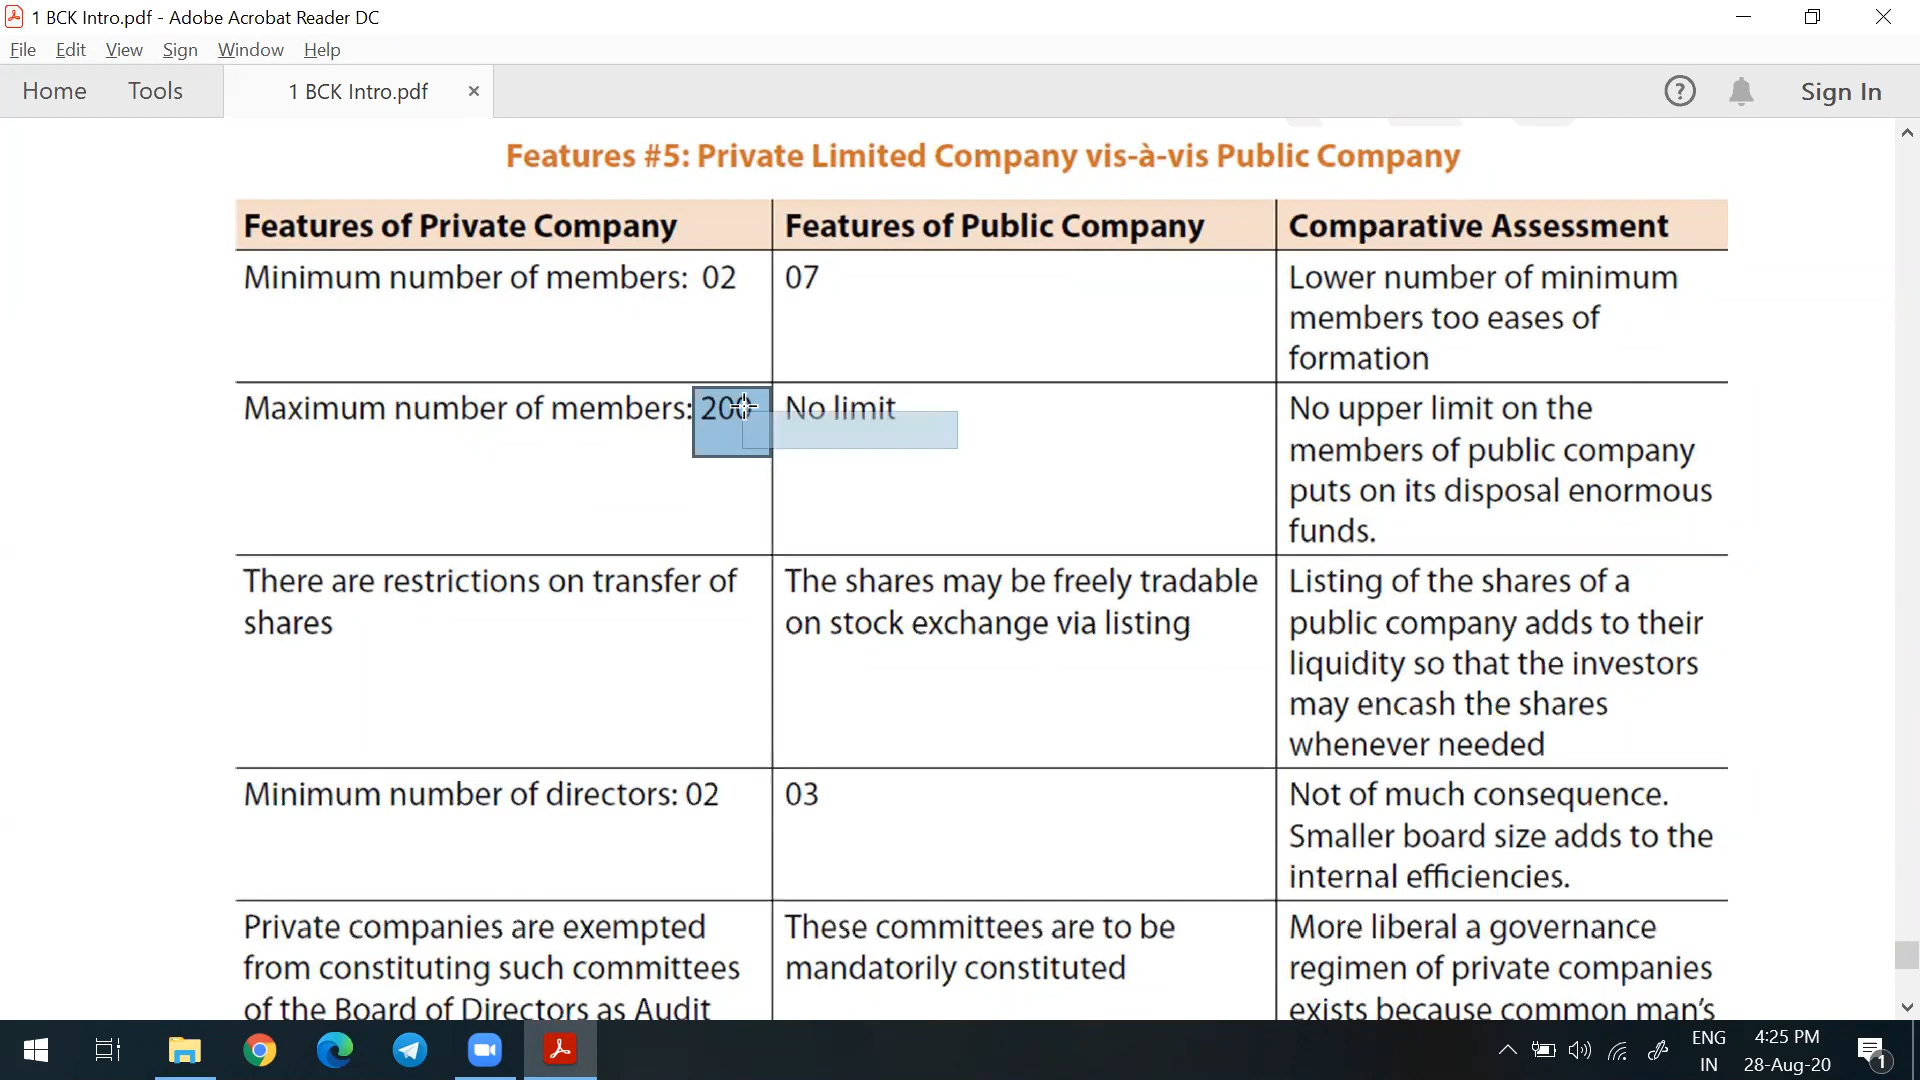 1 BCK Intro.pdf - Adobe Acrobat Reader DC
File Edit View Sign Window Help
Home Tools 1 BCK Intro.pdf × ? Sign In
Features #5: Private Limited Company vis-à-vis Public Company
Features of Private Company Features of Public Company Comparative Assessment
Minimum number of members: 02 07 Lower number of minimum
members too eases of
formation
Maximum number of members: 200 No limit No upper limit on the
members of public company
puts on its disposal enormous
funds.
There are restrictions on transfer of The shares may be freely tradable Listing of the shares of a
shares on stock exchange via listing public company adds to their
liquidity so that the investors
may encash the shares
whenever needed
Minimum number of directors: 02 03 Not of much consequence.
Smaller board size adds to the
internal efficiencies.
Private companies are exempted These committees are to be More liberal a governance
from constituting such committees mandatorily constituted regimen of private companies
of the Board of Directors as Audit exists because common man's
ENG 4:25 PM
IN 28-Aug-20 1